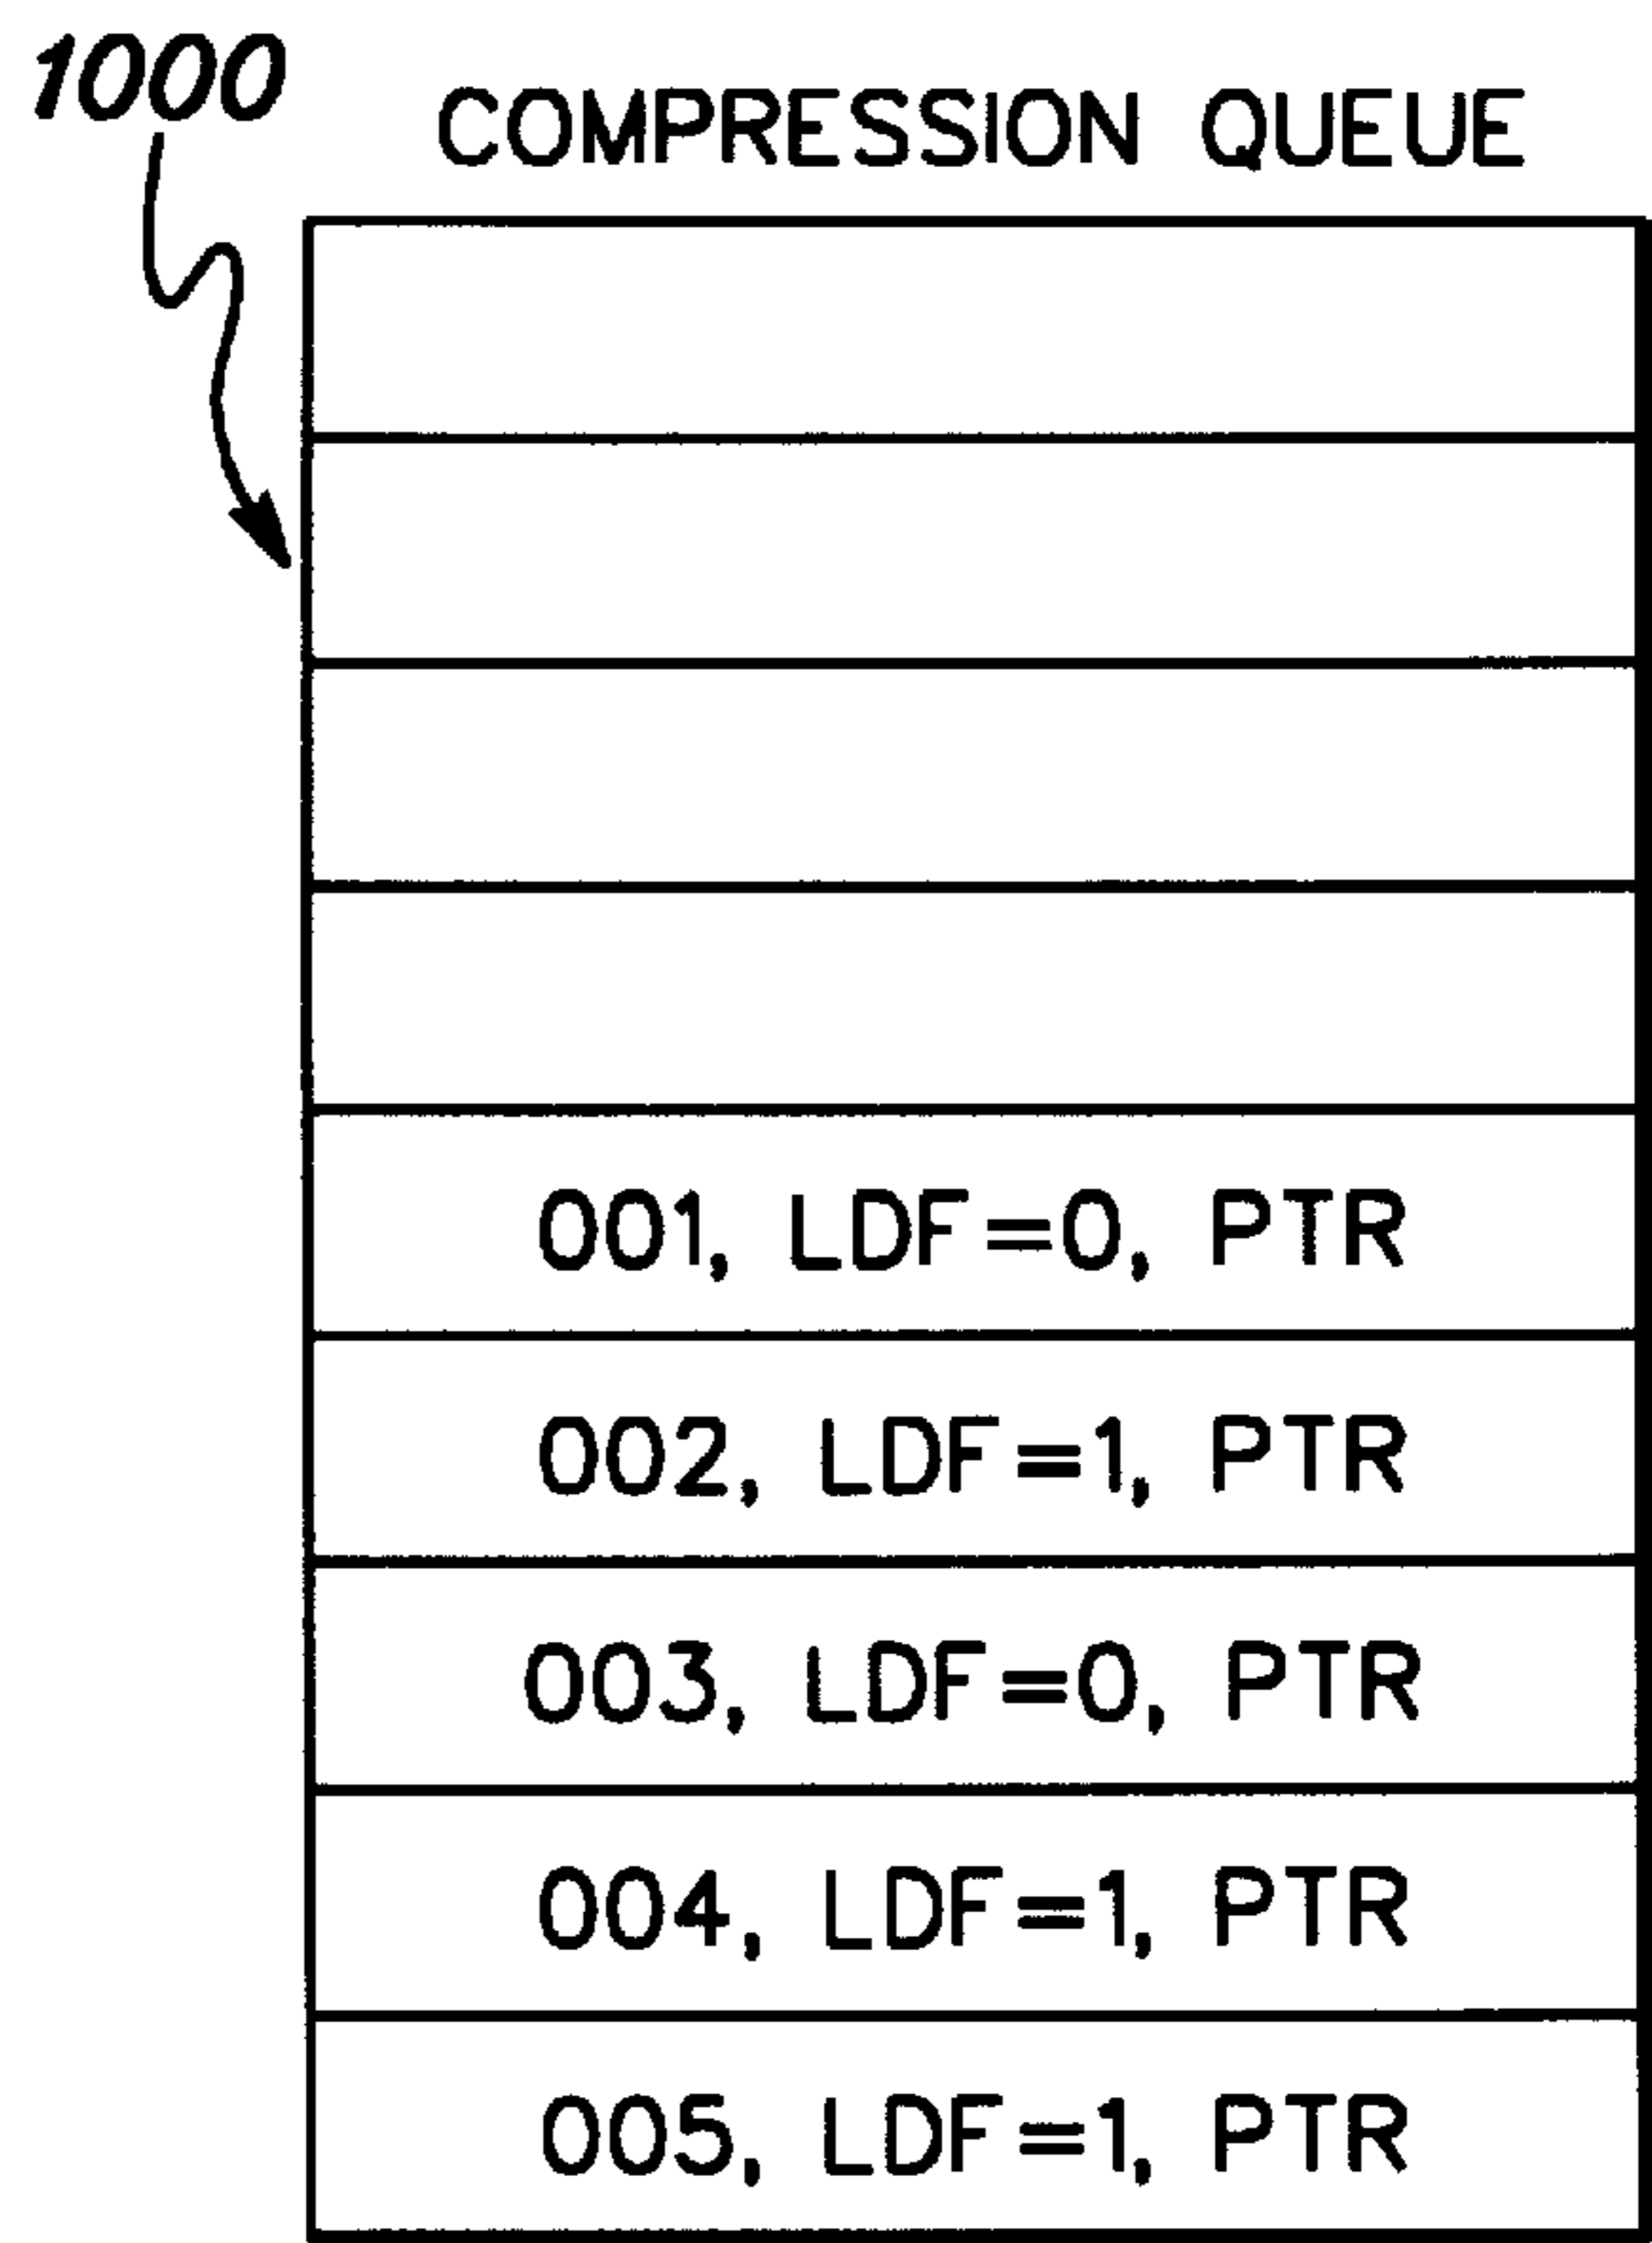 1000
COMPRESSION QUEUE
001, LDF=0, PTR
002, LDF=1, PTR
003, LDF=0, PTR
004, LDF=1, PTR
005, LDF=1, PTR